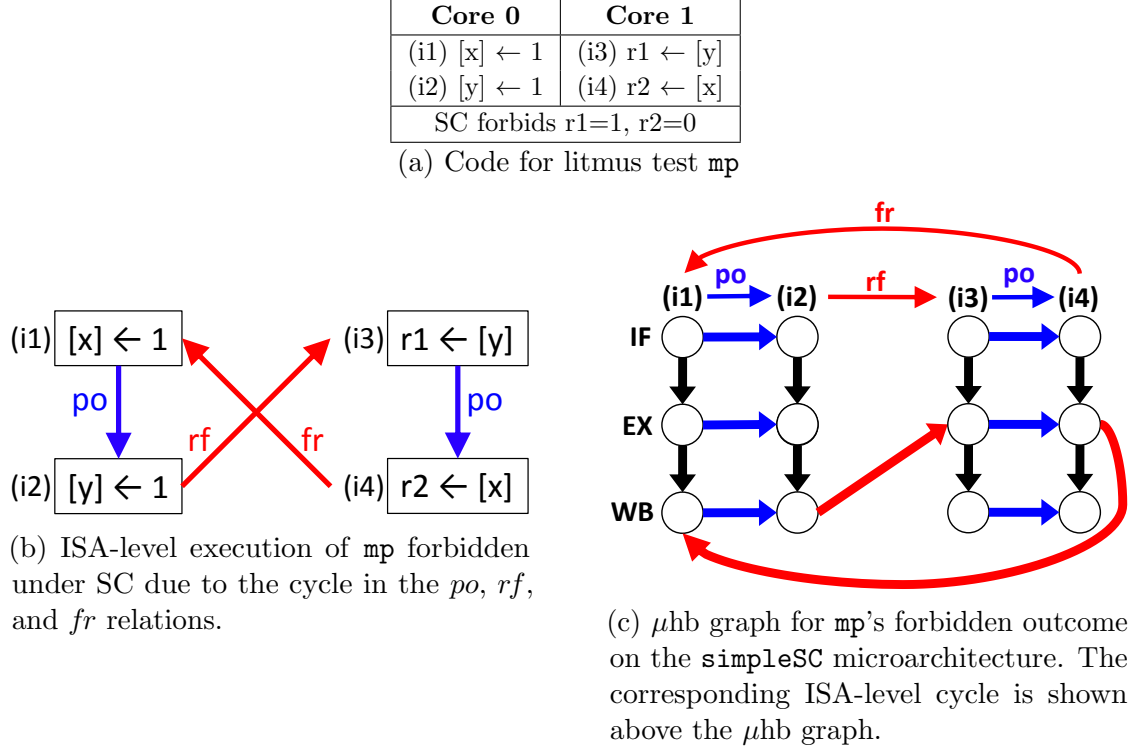 Core 0 Core 1
(i1) [x] ← 1 (i3) r1 ← [y]
(i2) [y] ← 1 (i4) r2 ← [x]
SC forbids r1=1, r2=0
(a) Code for litmus test mp
(i1) [x] ← 1 (i3) r1 ← [y]
po rf fr po
(i2) [y] ← 1 (i4) r2 ← [x]
(b) ISA-level execution of mp forbidden
under SC due to the cycle in the po, rf,
and fr relations.
fr
po rf po
(i1) (i2) (i3) (i4)
IF
EX
WB
(c) μhb graph for mp's forbidden outcome
on the simpleSC microarchitecture. The
corresponding ISA-level cycle is shown
above the μhb graph.